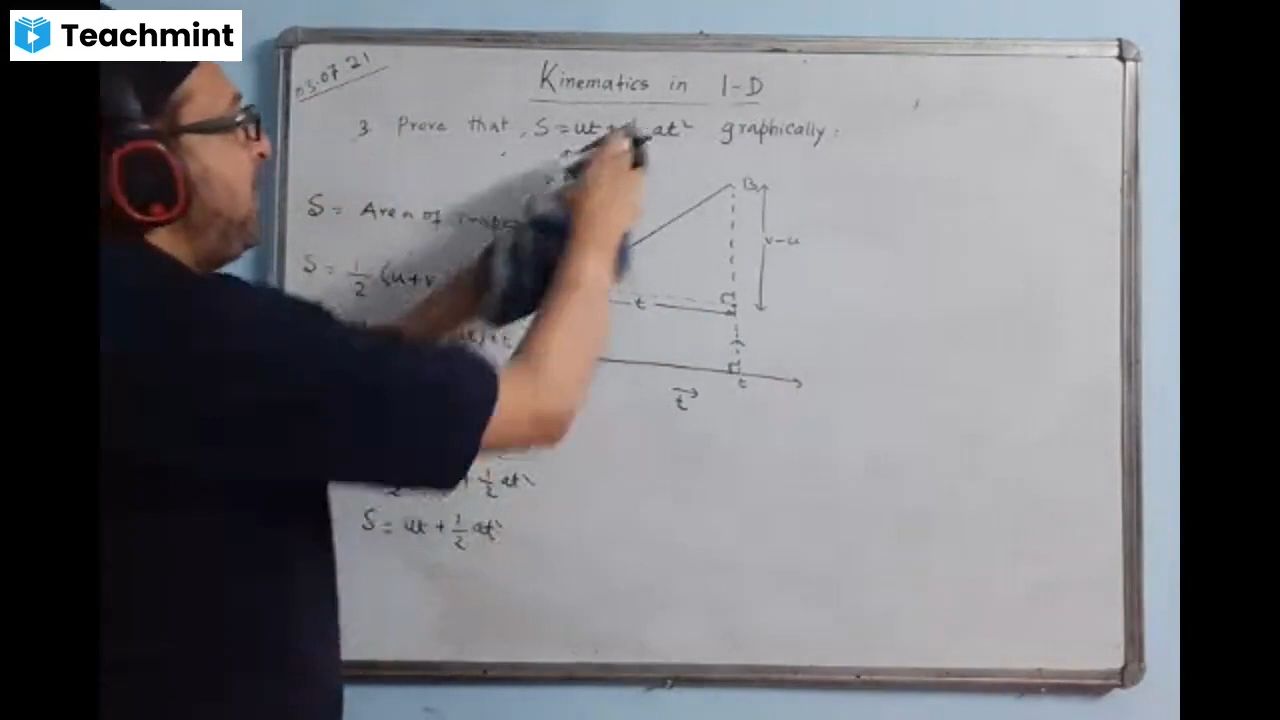 Teachmint
03.07.21
Kinematics in 1-D
3. Prove that, S = ut + at² graphically.
B
S = Area of
v-u
S = 1/2 (u+v
t
t
t
+ 1/2 at²
S = ut + 1/2 at²